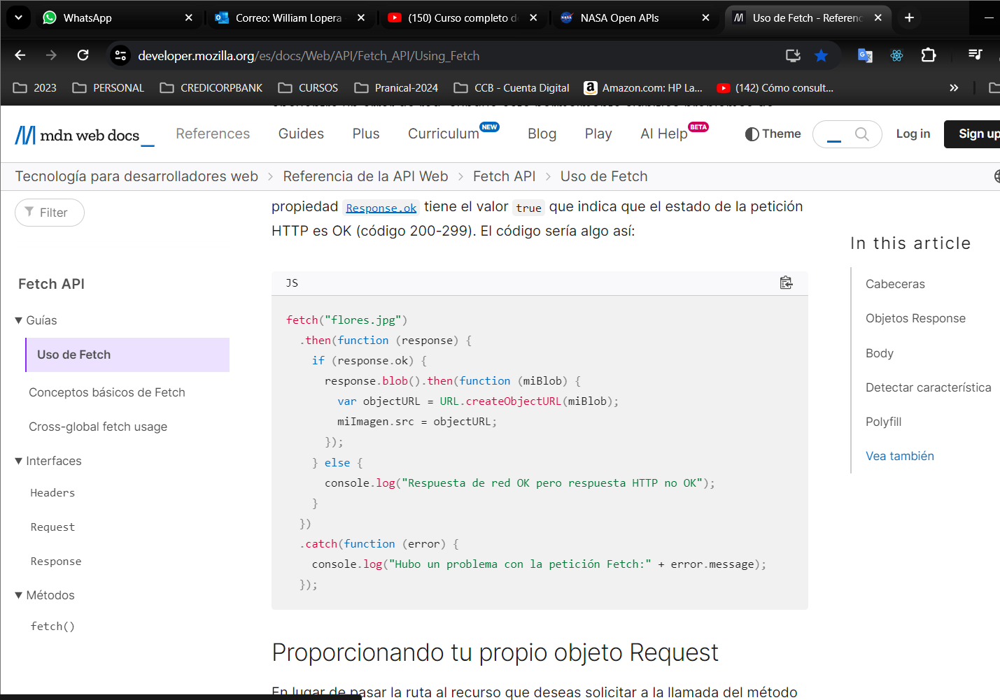 WhatsApp
Correo: William Lopera
(150) Curso completo d
NASA Open APIs
Uso de Fetch - Referenc
developer.mozilla.org/es/docs/Web/API/Fetch_API/Using_Fetch
2023
PERSONAL
CREDICORPBANK
CURSOS
Pranical-2024
CCB - Cuenta Digital
Amazon.com: HP La...
(142) Cómo consult...
mdn web docs
References
Guides
Plus
Curriculum NEW
Blog
Play
AI Help BETA
Theme
Log in
Sign up
Tecnología para desarrolladores web > Referencia de la API Web > Fetch API > Uso de Fetch
Filter
Fetch API
Guías
Uso de Fetch
Conceptos básicos de Fetch
Cross-global fetch usage
Interfaces
Headers
Request
Response
Métodos
fetch()
propiedad Response.ok tiene el valor true que indica que el estado de la petición
HTTP es OK (código 200-299). El código sería algo así:
JS
fetch("flores.jpg")
  .then(function (response) {
    if (response.ok) {
      response.blob().then(function (miBlob) {
        var objectURL = URL.createObjectURL(miBlob);
        miImagen.src = objectURL;
      });
    } else {
      console.log("Respuesta de red OK pero respuesta HTTP no OK");
    }
  })
  .catch(function (error) {
    console.log("Hubo un problema con la petición Fetch:" + error.message);
  });
Proporcionando tu propio objeto Request
En lugar de pasar la ruta al recurso que deseas solicitar a la llamada del método
In this article
Cabeceras
Objetos Response
Body
Detectar característica
Polyfill
Vea también